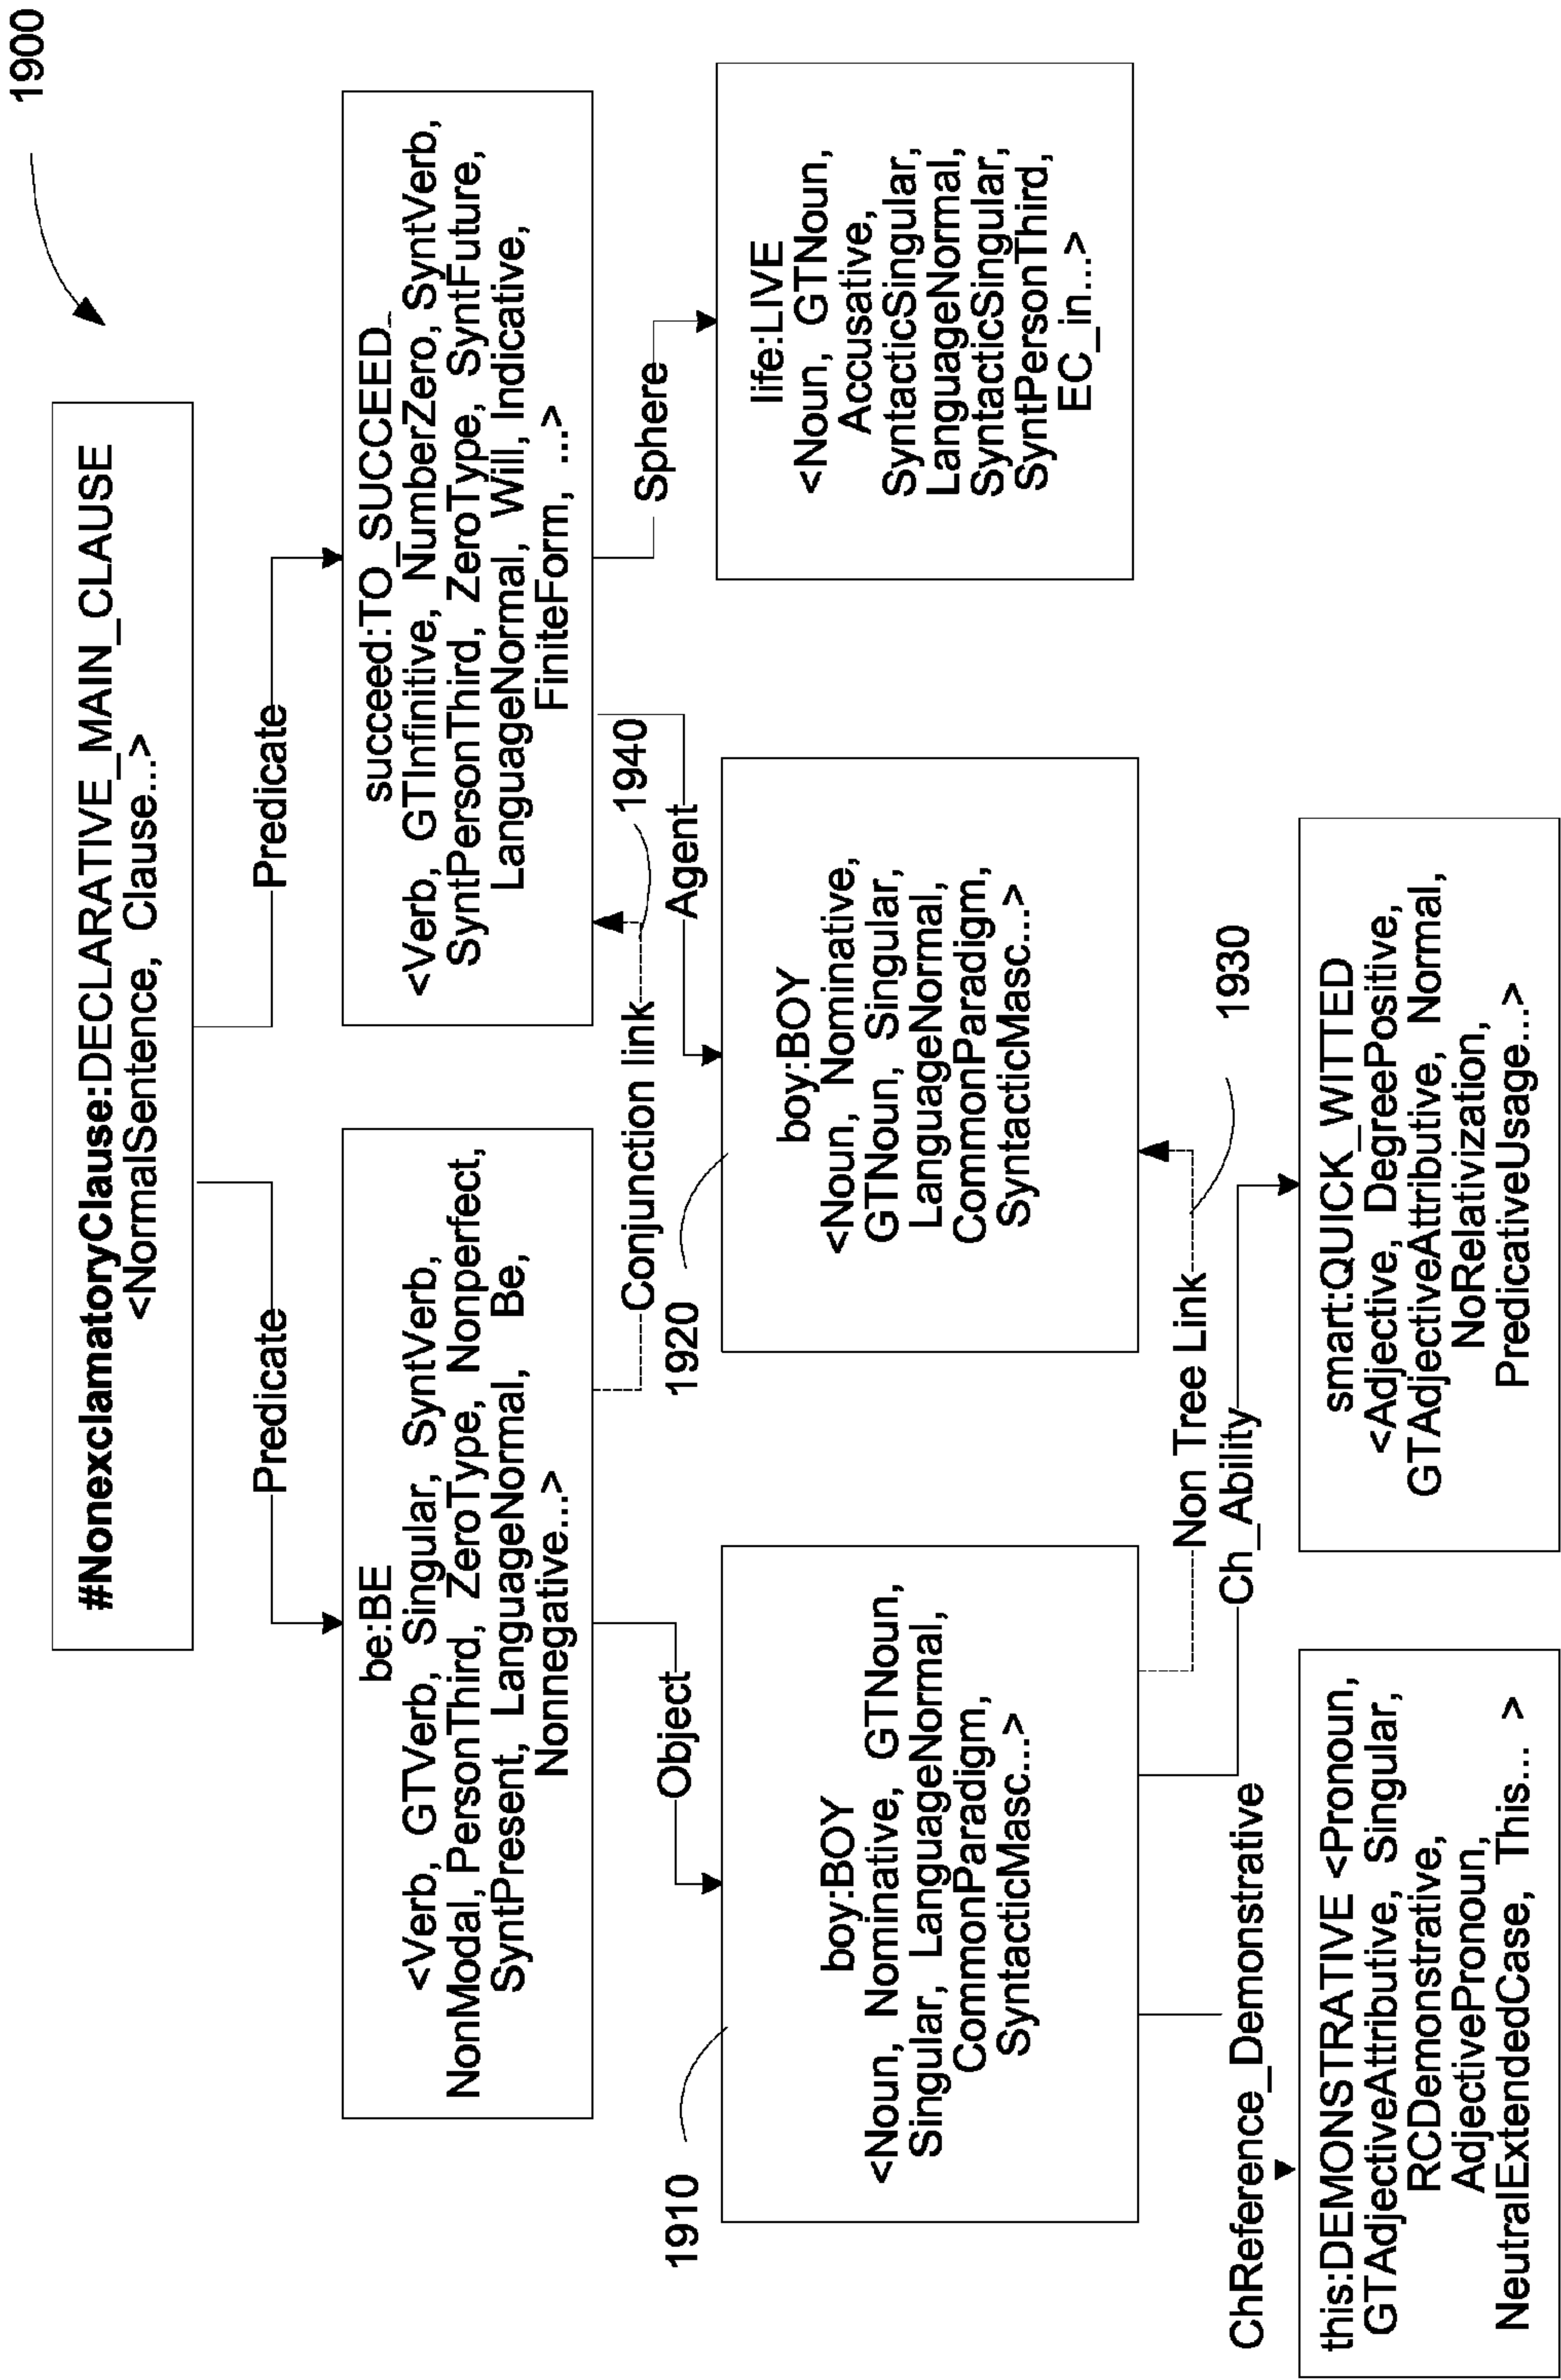 1900
#NonexclamatoryClause:DECLARATIVE_MAIN_CLAUSE
<NormalSentence, Clause...>
Predicate
Predicate
be:BE
<Verb, GTVerb, Singular, SyntVerb,
NonModal, PersonThird, ZeroType, Nonperfect,
SyntPresent, LanguageNormal, Be,
Nonnegative...>
succeed:TO_SUCCEED_
<Verb, GTInfinitive, NumberZero, SyntVerb,
SyntPersonThird, ZeroType, SyntFuture,
LanguageNormal, Will, Indicative,
FiniteForm, ...>
Object
Conjunction link
1940
Agent
Sphere
1910
boy:BOY
<Noun, Nominative, GTNoun,
Singular, LanguageNormal,
CommonParadigm,
SyntacticMasc...>
1920
boy:BOY
<Noun, Nominative,
GTNoun, Singular,
LanguageNormal,
CommonParadigm,
SyntacticMasc...>
life:LIVE
<Noun, GTNoun,
Accusative,
SyntacticSingular,
LanguageNormal,
SyntacticSingular,
SyntPersonThird,
EC_in...>
Non Tree Link
1930
ChReference_Demonstrative
Ch_Ability
this:DEMONSTRATIVE <Pronoun,
GTAdjectiveAttributive, Singular,
RCDemonstrative,
AdjectivePronoun,
NeutralExtendedCase, This... >
smart:QUICK_WITTED
<Adjective, DegreePositive,
GTAdjectiveAttributive, Normal,
NoRelativization,
PredicativeUsage...>